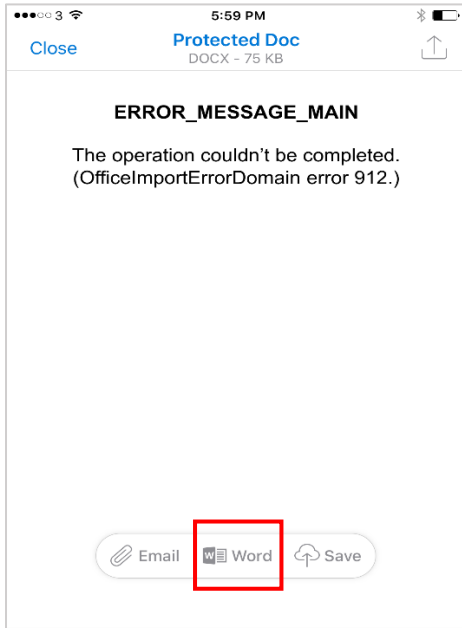 3 5:59 PM
Close Protected Doc
DOCX - 75 KB
ERROR_MESSAGE_MAIN
The operation couldn’t be completed.
(OfficeImportErrorDomain error 912.)
Email Word Save